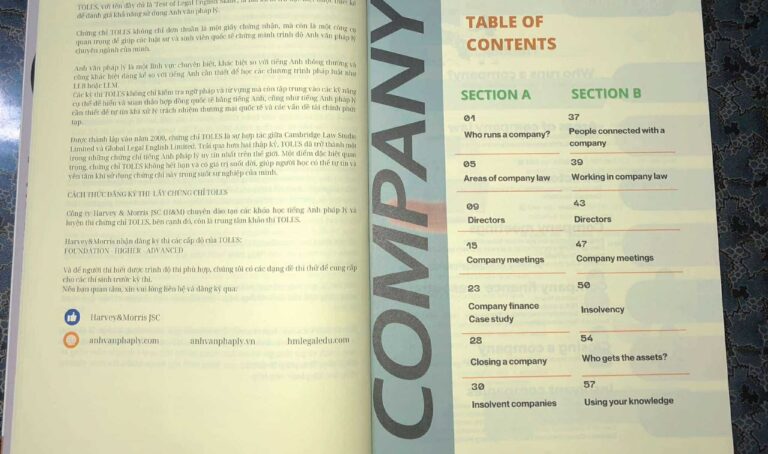 TOLES, với tên đầy đủ là 'Test of Legal English Skills',
để đánh giá khả năng sử dụng Anh văn pháp lý.
Chứng chỉ TOLES không chỉ đơn thuần là một giấy chứng nhận, mà còn là một công cụ
quan trọng để giúp các luật sư và sinh viên quốc tế chứng minh trình độ Anh văn pháp lý
chuyên ngành của mình.
Anh văn pháp lý là một lĩnh vực chuyên biệt, khác biệt so với tiếng Anh thông thường và
cũng khác biệt đáng kể so với tiếng Anh cần thiết để học các chương trình pháp luật như
LLB hoặc LLM.
Các kỳ thi TOLES không chỉ kiểm tra ngữ pháp và từ vựng mà còn tập trung vào các kỹ năng
cụ thể để hiểu và soạn thảo hợp đồng quốc tế bằng tiếng Anh, cũng như tiếng Anh pháp lý
cần thiết để tự tin khi xử lý trách nhiệm thương mại quốc tế và các vấn đề tài chính phức
tạp.
Được thành lập vào năm 2000, chứng chỉ TOLES là sự hợp tác giữa Cambridge Law Studio
Limited và Global Legal English Limited. Trải qua hơn hai thập kỷ, TOLES đã trở thành một
trong những chứng chỉ tiếng Anh pháp lý uy tín nhất trên thế giới. Một điểm đặc biệt quan
trọng, chứng chỉ TOLES không hết hạn và có giá trị suốt đời, giúp người học có thể tự tin và
yên tâm khi sử dụng chứng chỉ này trong suốt sự nghiệp của mình.
CÁCH THỨC ĐĂNG KÝ THI LẤY CHỨNG CHỈ TOLES
Công ty Harvey & Morris JSC (H&M) chuyên đào tạo các khóa học tiếng Anh pháp lý và
luyện thi chứng chỉ TOLES, bên cạnh đó, còn là trung tâm khảo thí TOLES.
Harvey&Morris nhận đăng ký thi các cấp độ của TOLES:
FOUNDATION - HIGHER - ADVANCED
Và để người thi biết được trình độ thi phù hợp, chúng tôi có các dạng đề thi thử để cung cấp
cho các thí sinh trước kỳ thi.
Nếu bạn quan tâm, xin vui lòng liên hệ và đăng ký qua:
Harvey&Morris JSC
anhvanphaply.com anhvanphaply.vn hmlegaledu.com
COMPANY
TABLE OF
CONTENTS
SECTION A
01
Who runs a company?
05
Areas of company law
09
Directors
15
Company meetings
23
Company finance
Case study
28
Closing a company
30
Insolvent companies
SECTION B
37
People connected with a
company
39
Working in company law
43
Directors
47
Company meetings
50
Insolvency
54
Who gets the assets?
57
Using your knowledge